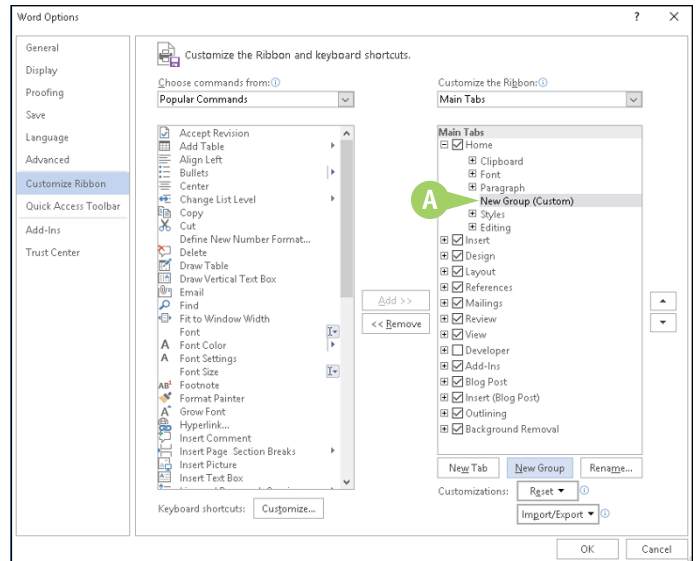 Word Options
? ✕
General
Display
Proofing
Save
Language
Advanced
Customize Ribbon
Quick Access Toolbar
Add-Ins
Trust Center
Customize the Ribbon and keyboard shortcuts.
Choose commands from:
Popular Commands
Accept Revision
Add Table
Align Left
Bullets
Center
Change List Level
Copy
Cut
Define New Number Format...
Delete
Draw Table
Draw Vertical Text Box
Email
Find
Fit to Window Width
Font
Font Color
Font Settings
Font Size
Footnote
Format Painter
Grow Font
Hyperlink...
Insert Comment
Insert Page Section Breaks
Insert Picture
Insert Text Box
Keyboard shortcuts: Customize...
Add >>
<< Remove
Customize the Ribbon:
Main Tabs
Main Tabs
Home
Clipboard
Font
Paragraph
A
New Group (Custom)
Styles
Editing
Insert
Design
Layout
References
Mailings
Review
View
Developer
Add-Ins
Blog Post
Insert (Blog Post)
Outlining
Background Removal
New Tab New Group Rename...
Customizations: Reset
Import/Export
OK Cancel